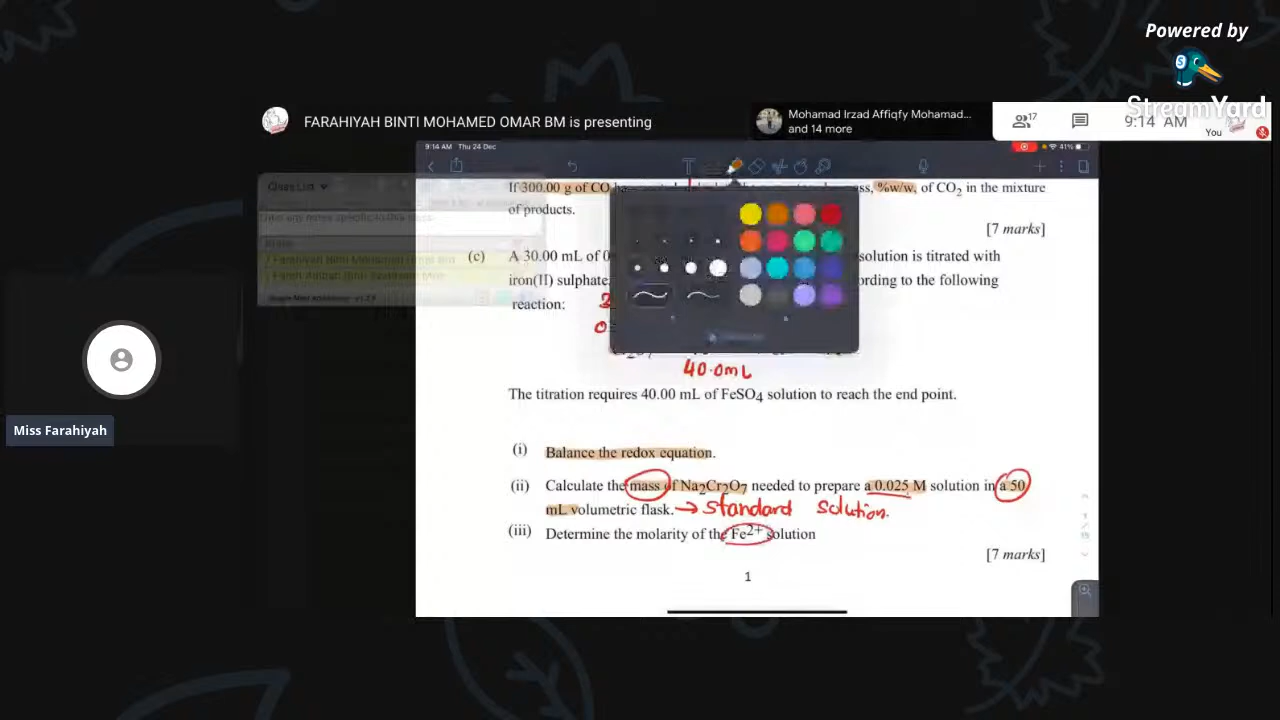 Powered by
StreamYard
FARAHIYAH BINTI MOHAMED OMAR BM is presenting
Mohamad Irzad Affiqfy Mohamad...
and 14 more
17
9:14 AM
You
9:14 AM Thu 24 Dec
41%
Class List
If 300.00 g of CO
%w/w, of CO2 in the mixture
of products.
[7 marks]
(c) A 30.00 mL of 0 solution is titrated with
iron(II) sulphate, according to the following
reaction:
40.0mL
The titration requires 40.00 mL of FeSO4 solution to reach the end point.
(i) Balance the redox equation.
(ii) Calculate the mass of Na2Cr2O7 needed to prepare a 0.025 M solution in a 50
mL volumetric flask. → standard solution.
(iii) Determine the molarity of the Fe2+ solution
[7 marks]
1
Miss Farahiyah